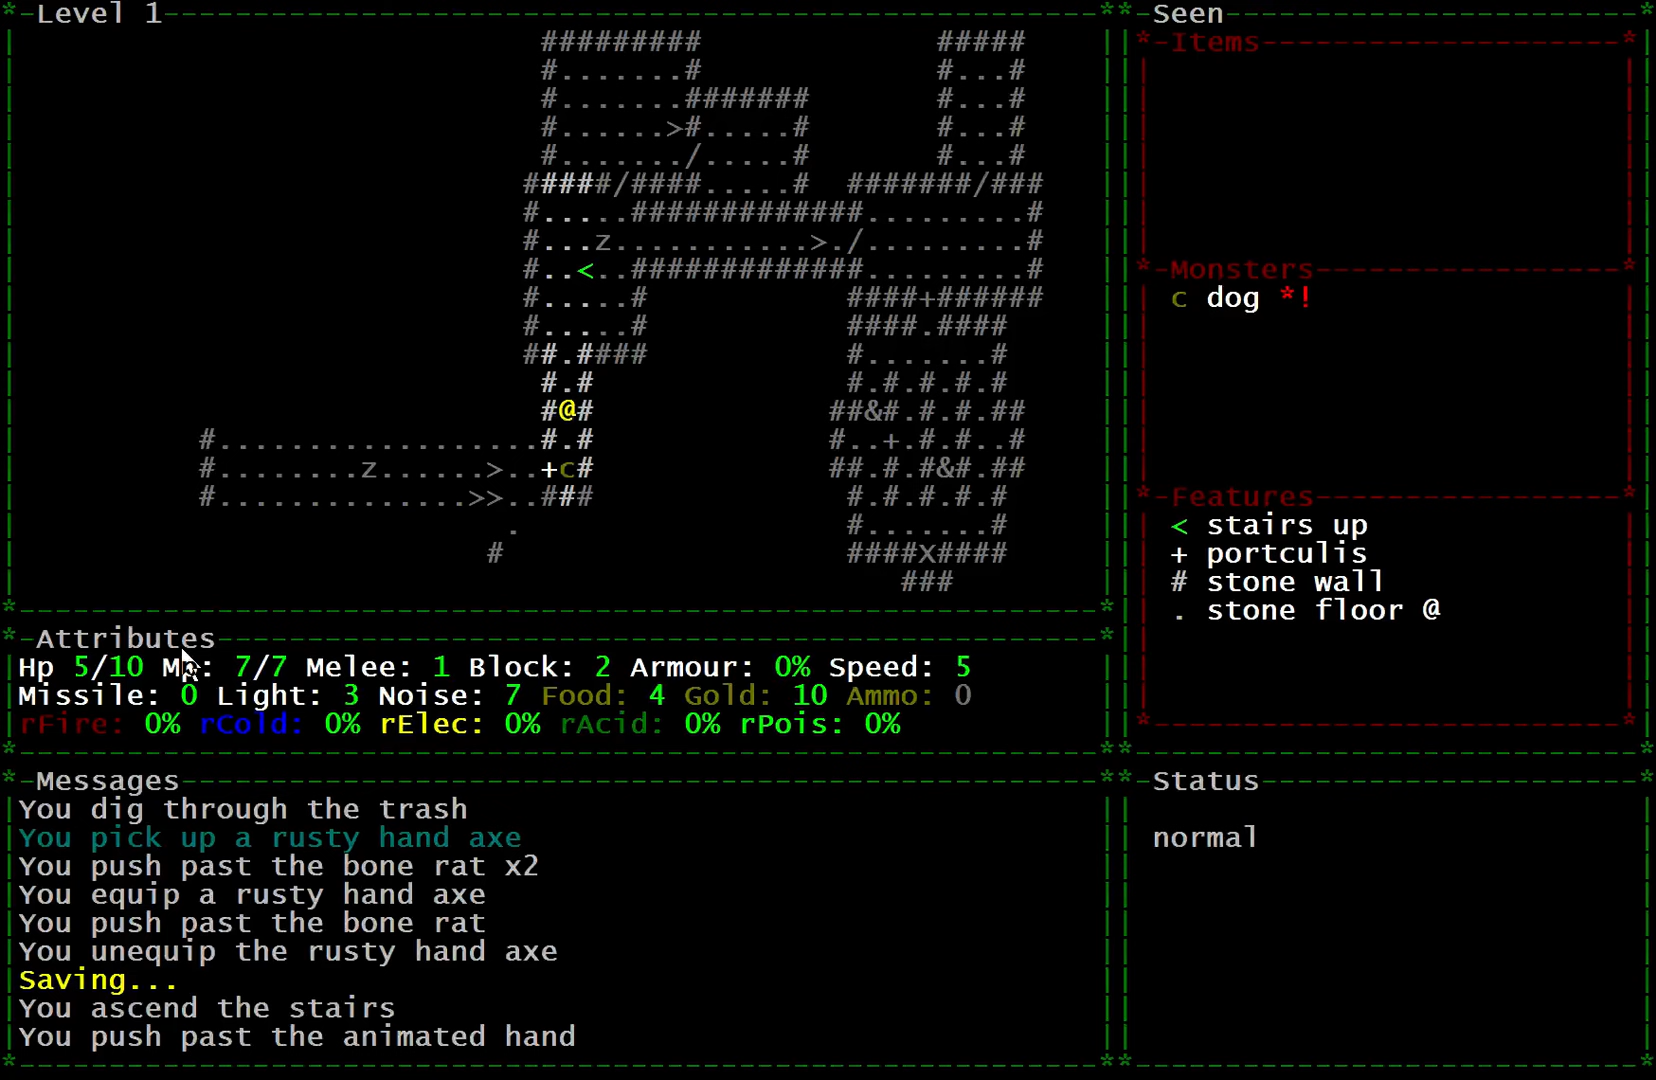 Level 1
#########
#.......#
#.......#######
#......>#.....#
#......./.....#
#####/####.....#
#.....#############.........#
#...z...........>./.........#
#..<..#############.........#
#.....#
#.....#
##.####
#.#
#@#
#..................#.#
#........z......>..+c#
#..............>>..###
.
#
#####
#...#
#...#
#...#
#...#
#######/###
####+######
####.####
#.......#
#.#.#.#.#
##&#.#.#.##
#..+.#.#..#
##.#.#&#.##
#.#.#.#.#
#.......#
####x####
###
Attributes
Hp 5/10 Mp: 7/7 Melee: 1 Block: 2 Armour: 0% Speed: 5
Missile: 0 Light: 3 Noise: 7 Food: 4 Gold: 10 Ammo: 0
rFire: 0% rCold: 0% rElec: 0% rAcid: 0% rPois: 0%
Messages
You dig through the trash
You pick up a rusty hand axe
You push past the bone rat x2
You equip a rusty hand axe
You push past the bone rat
You unequip the rusty hand axe
Saving...
You ascend the stairs
You push past the animated hand
Seen
Items
Monsters
c dog *!
Features
< stairs up
+ portculis
# stone wall
. stone floor @
Status
normal